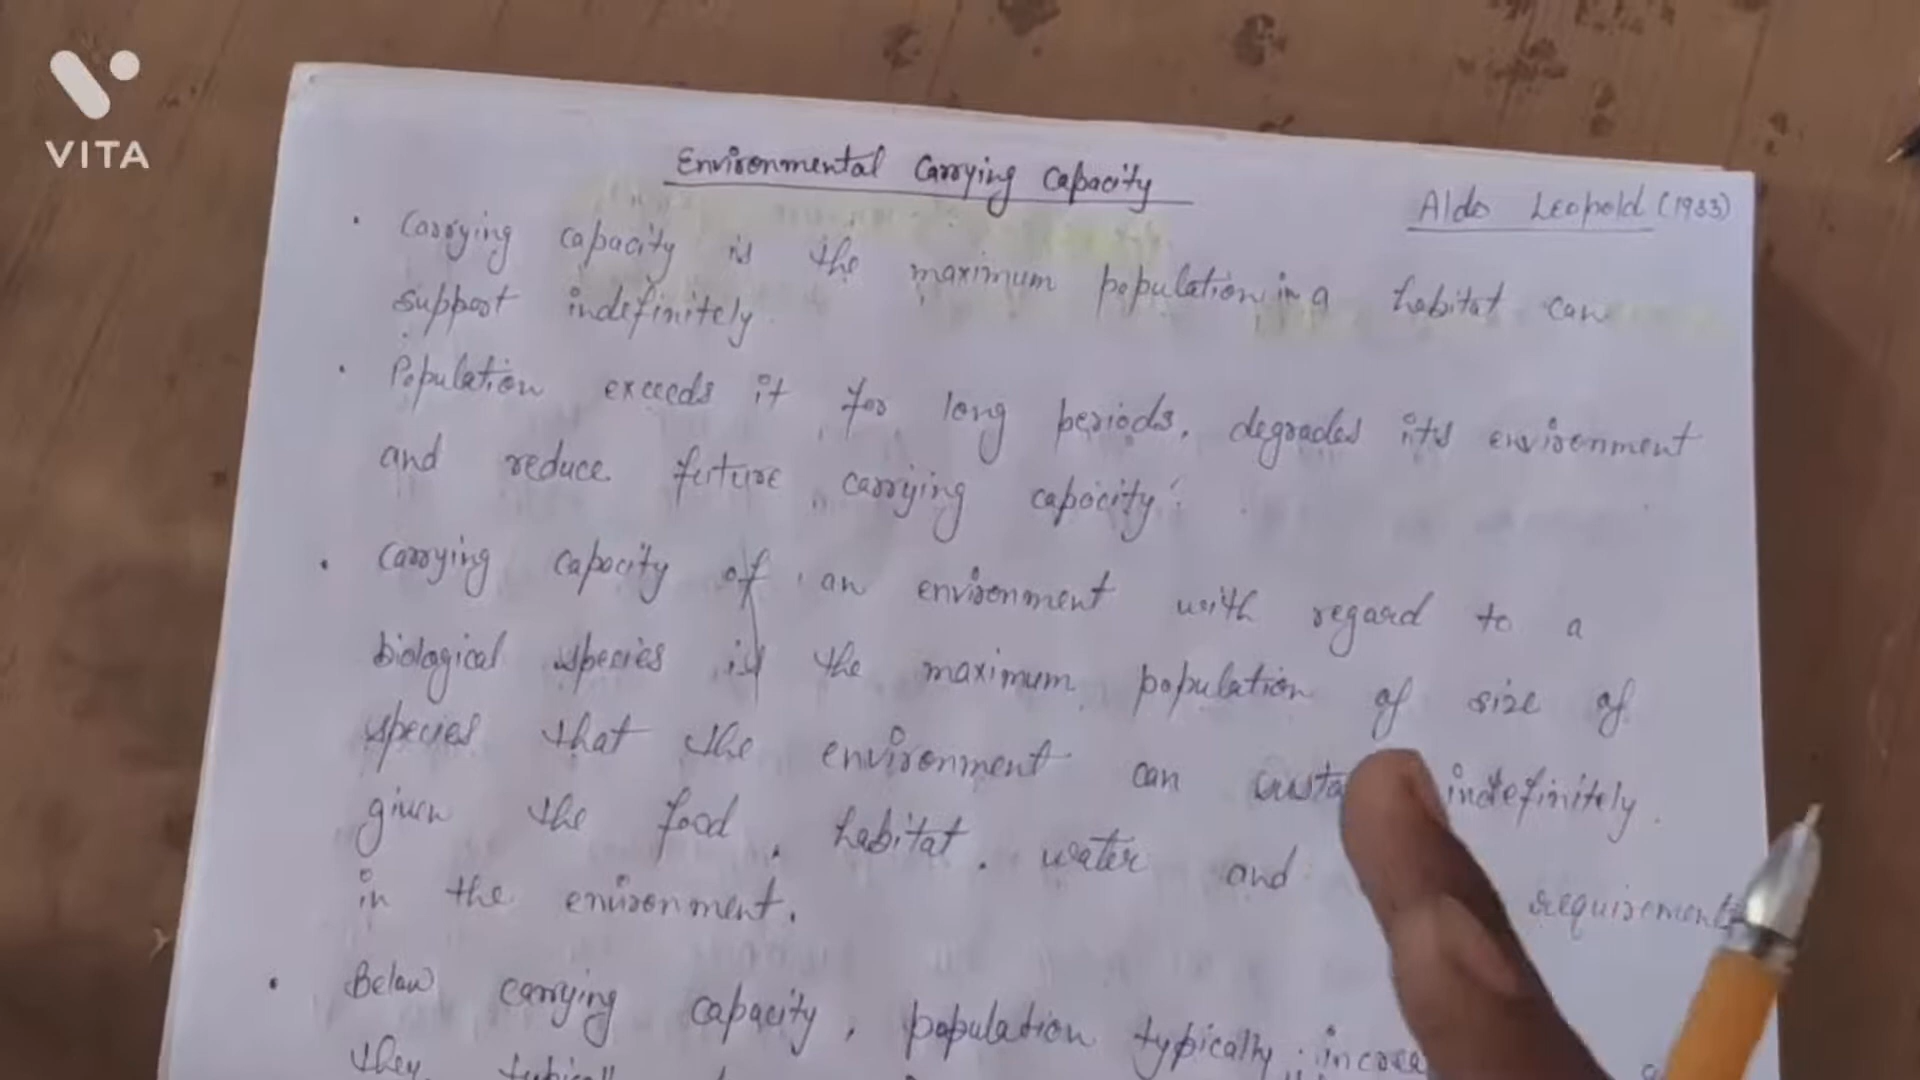 VITA
Environmental Carrying Capacity
Aldo Leopold (1933)
• Carrying capacity is the maximum population in a habitat can
support indefinitely.
• Population exceeds it for long periods, degrades its environment
and reduce future carrying capocity.
• Carrying capacity of an environment with regard to a
biological species is the maximum population of size of
species that the environment can indefinitely.
given the food, habitat, water and requirements
in the environment.
• Below carrying capacity, population typically
they typically